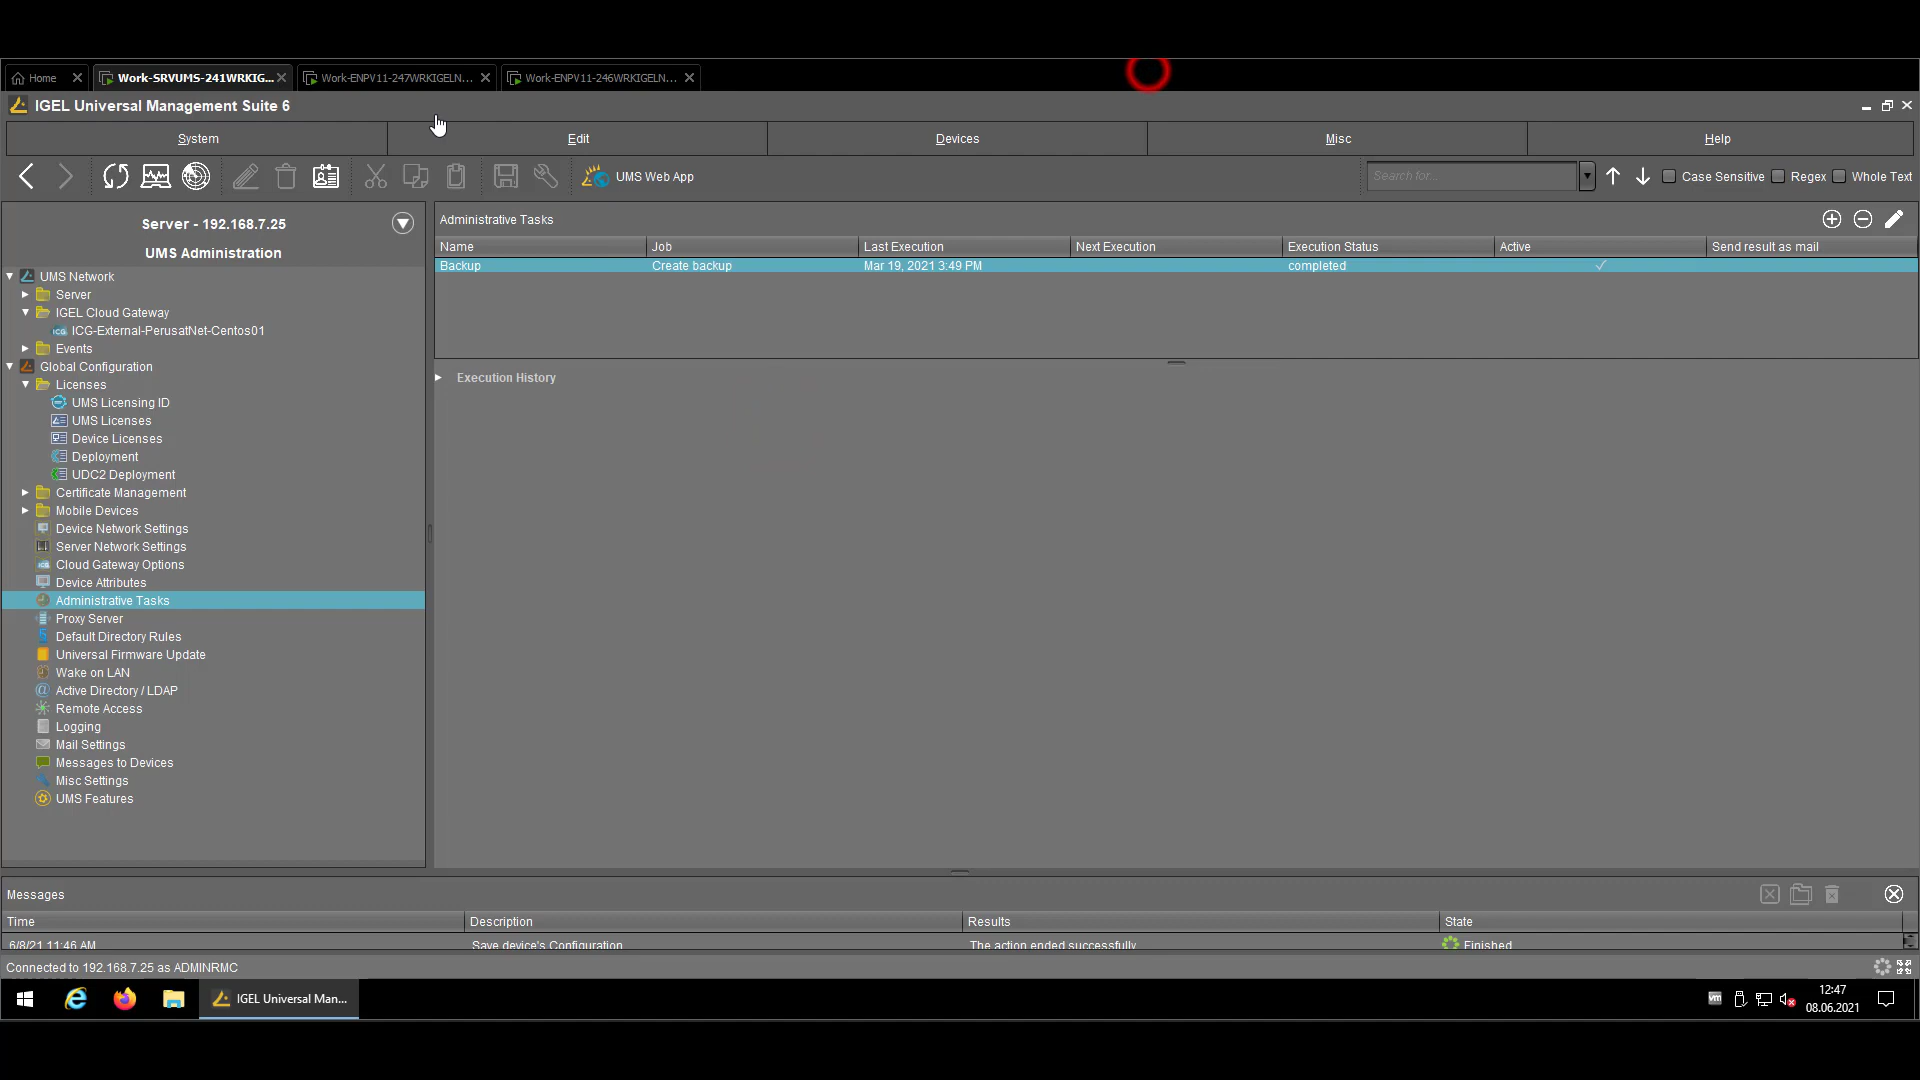 Home
Work-SRVUMS-241WRKIG...
Work-ENPV11-247WRKIGELN...
Work-ENPV11-246WRKIGELN...
IGEL Universal Management Suite 6
System
Edit
Devices
Misc
Help
UMS Web App
Search for...
Case Sensitive
Regex
Whole Text
Server - 192.168.7.25
UMS Administration
UMS Network
Server
IGEL Cloud Gateway
ICG-External-PerusatNet-Centos01
Events
Global Configuration
Licenses
UMS Licensing ID
UMS Licenses
Device Licenses
Deployment
UDC2 Deployment
Certificate Management
Mobile Devices
Device Network Settings
Server Network Settings
Cloud Gateway Options
Device Attributes
Administrative Tasks
Proxy Server
Default Directory Rules
Universal Firmware Update
Wake on LAN
Active Directory / LDAP
Remote Access
Logging
Mail Settings
Messages to Devices
Misc Settings
UMS Features
Administrative Tasks
Name Job Last Execution Next Execution Execution Status Active Send result as mail
Backup Create backup Mar 19, 2021 3:49 PM completed
Execution History
Messages
Time Description Results State
6/8/21 11:46 AM Save device's Configuration The action ended successfully Finished
Connected to 192.168.7.25 as ADMINRMC
IGEL Universal Man...
12:47
08.06.2021